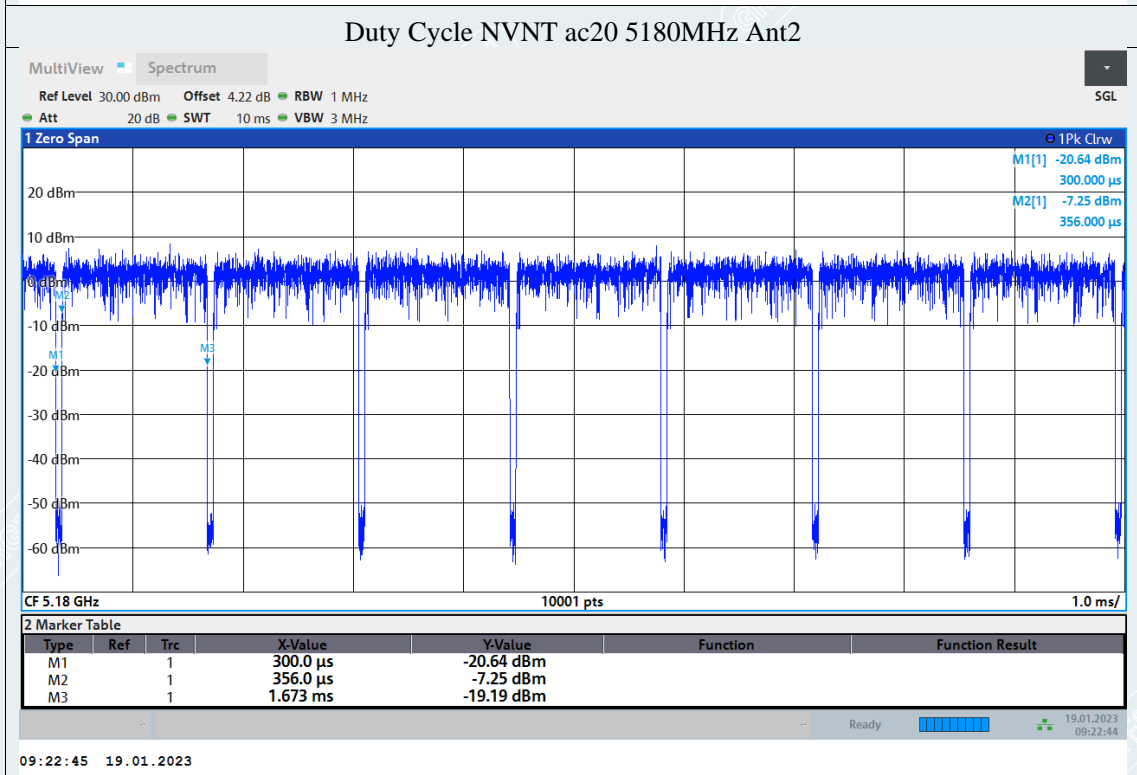 Duty Cycle NVNT ac20 5180MHz Ant2
MultiView Spectrum
Ref Level 30.00 dBm Offset 4.22 dB RBW 1 MHz SGL
Att 20 dB SWT 10 ms VBW 3 MHz
1 Zero Span 1Pk Clrw
M1[1] -20.64 dBm
300.000 µs
20 dBm M2[1] -7.25 dBm
356.000 µs
10 dBm
0 dBm
M2
-10 dBm
M1 M3
-20 dBm
-30 dBm
-40 dBm
-50 dBm
-60 dBm
CF 5.18 GHz 10001 pts 1.0 ms/
2 Marker Table
Type Ref Trc X-Value Y-Value Function Function Result
M1 1 300.0 µs -20.64 dBm
M2 1 356.0 µs -7.25 dBm
M3 1 1.673 ms -19.19 dBm
Ready 19.01.2023
09:22:44
09:22:45 19.01.2023